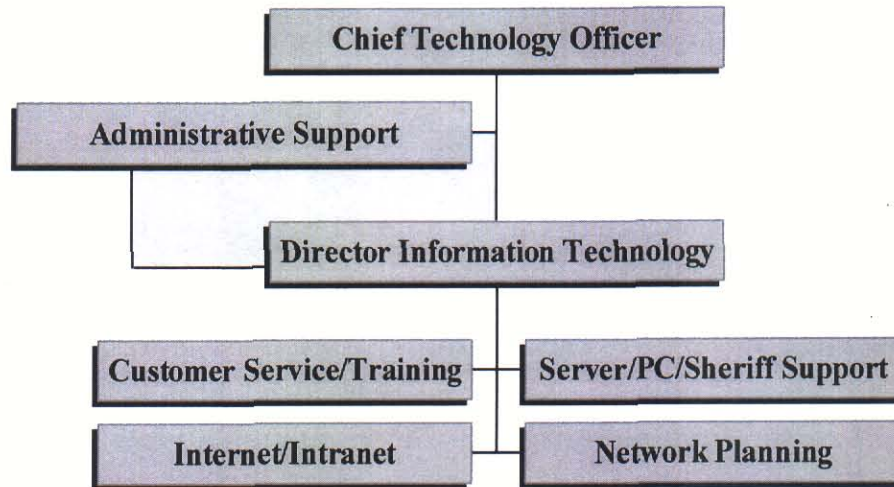 Chief Technology Officer
Administrative Support
Director Information Technology
Customer Service/Training
Server/PC/Sheriff Support
Internet/Intranet
Network Planning